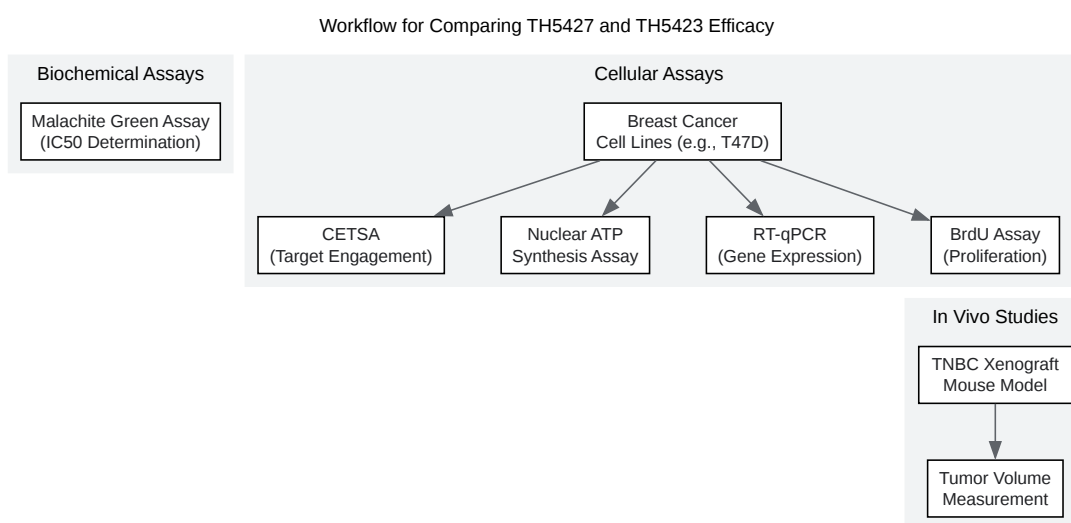 Workflow for Comparing TH5427 and TH5423 Efficacy
Biochemical Assays
Malachite Green Assay
(IC50 Determination)
Cellular Assays
Breast Cancer
Cell Lines (e.g., T47D)
CETSA
(Target Engagement)
Nuclear ATP
Synthesis Assay
RT-qPCR
(Gene Expression)
BrdU Assay
(Proliferation)
In Vivo Studies
TNBC Xenograft
Mouse Model
Tumor Volume
Measurement